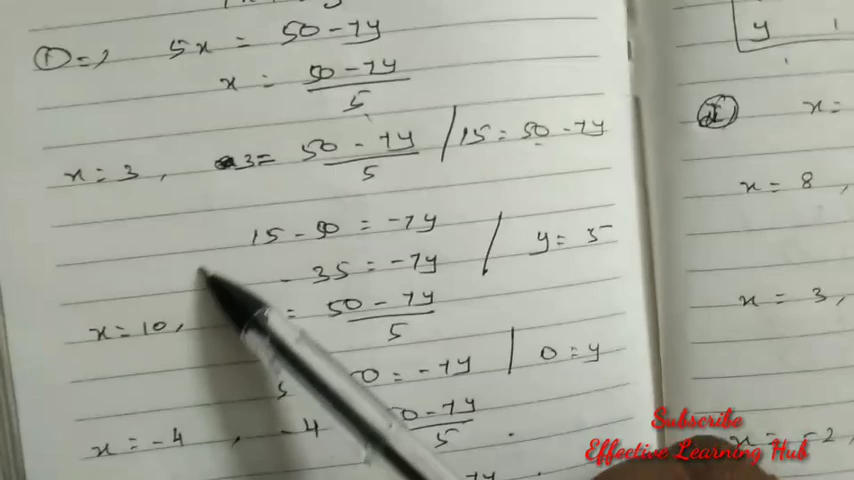 ① ⇒ 5x = 50 - 7y
x = 50 - 7y / 5
x = 3, 3 = 50 - 7y / 5 / 15 = 50 - 7y
15 - 50 = -7y
- 35 = -7y / y = 5
x = 10, = 50 - 7y / 5
50 = -7y / 0 = y
x = -4, -4 50 - 7y / 5
y 1
x =
x = 8,
x = 3,
x = -2,
Subscribe
Effective Learning Hub